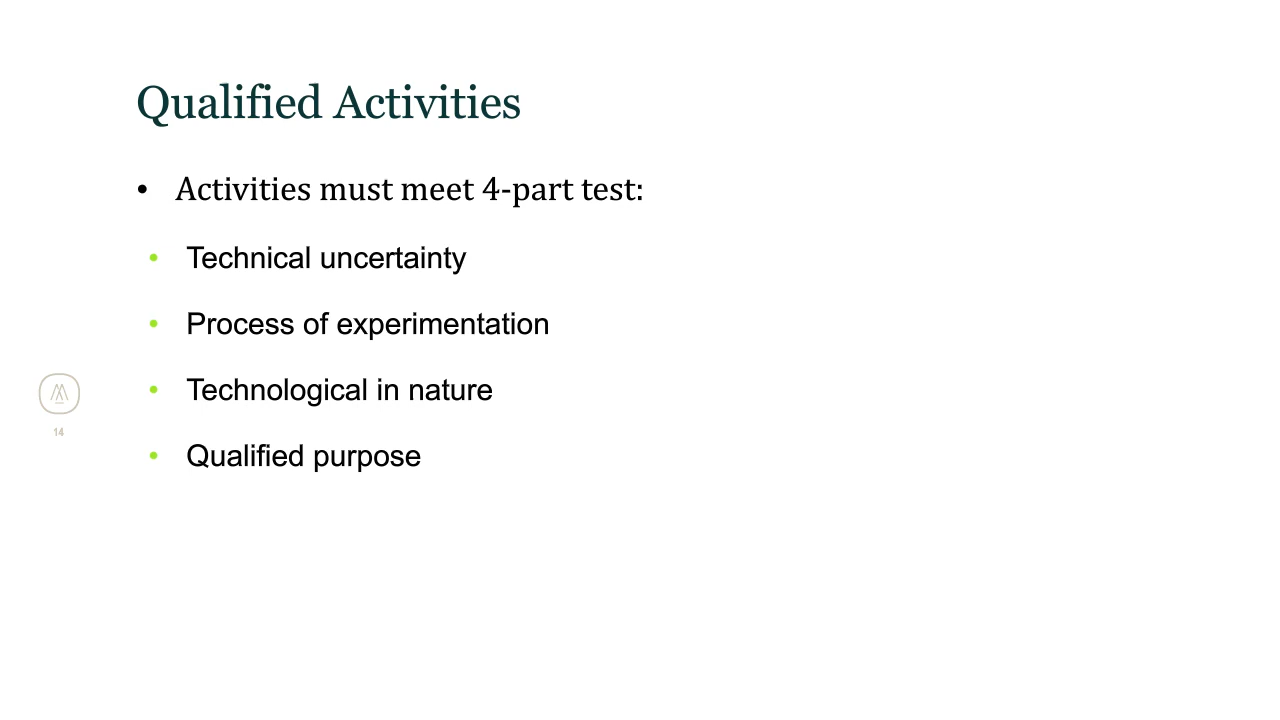 Qualified Activities
• Activities must meet 4-part test:
• Technical uncertainty
• Process of experimentation
• Technological in nature
• Qualified purpose
14